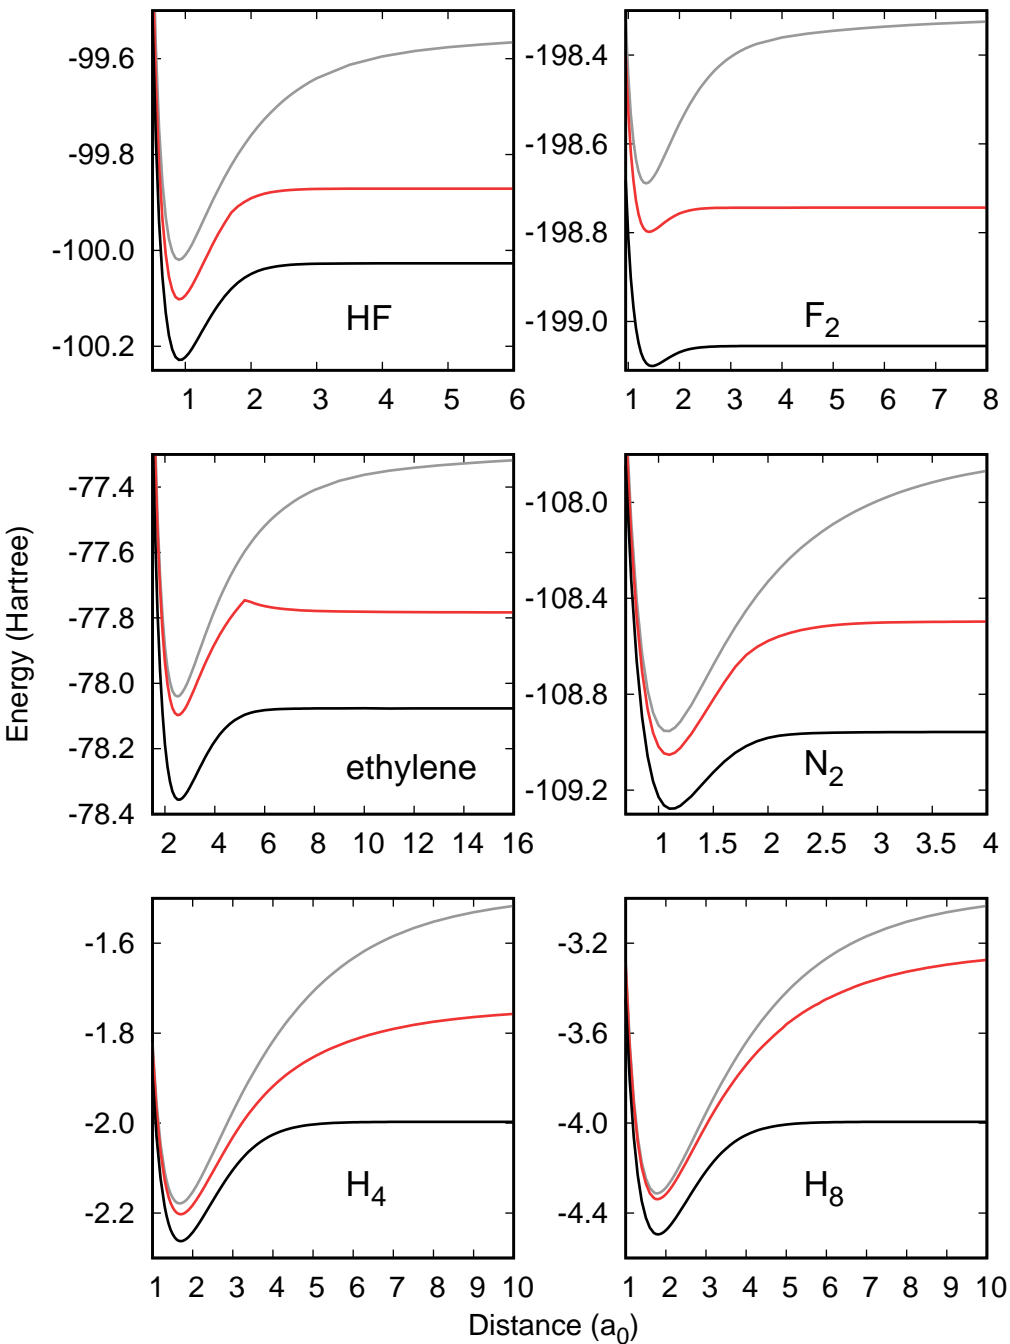 -99.6
-99.8
-100.0
-100.2
HF
1 2 3 4 5 6
-198.4
-198.6
-198.8
-199.0
F2
1 2 3 4 5 6 7 8
Energy (Hartree)
-77.4
-77.6
-77.8
-78.0
-78.2
-78.4
ethylene
2 4 6 8 10 12 14 16
-108.0
-108.4
-108.8
-109.2
N2
1 1.5 2 2.5 3 3.5 4
-1.6
-1.8
-2.0
-2.2
H4
1 2 3 4 5 6 7 8 9 10
-3.2
-3.6
-4.0
-4.4
H8
1 2 3 4 5 6 7 8 9 10
Distance (a0)